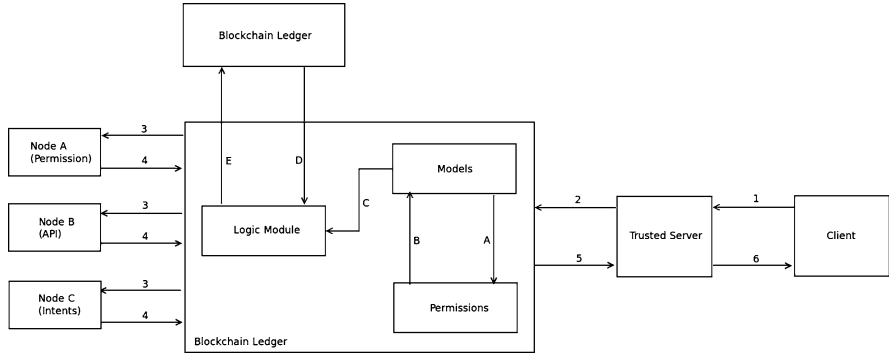 Blockchain Ledger
3
Node A
(Permission)
4
E
D
Models
C
2
1
3
Node B
(API)
4
Logic Module
B
A
Trusted Server
Client
5
6
3
Node C
(Intents)
4
Permissions
Blockchain Ledger